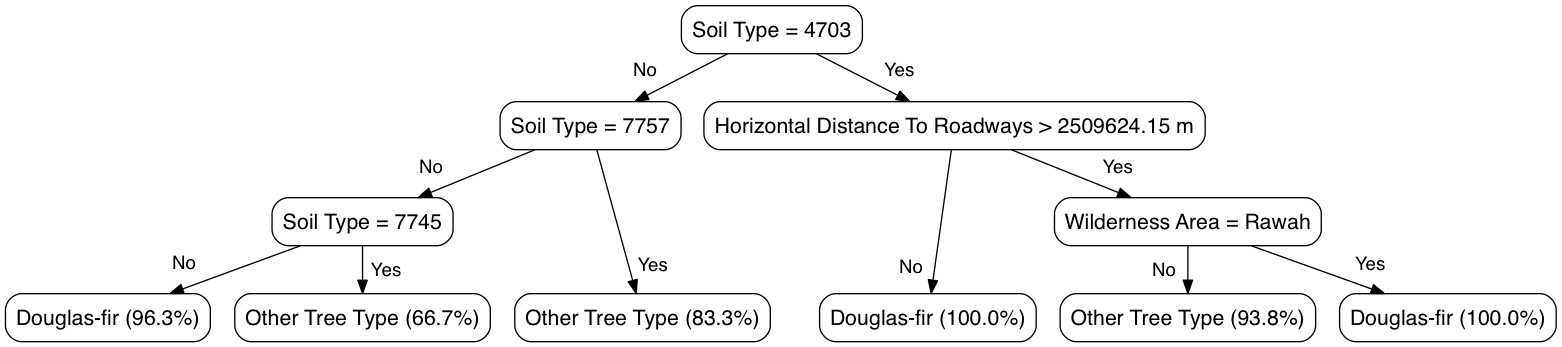 Soil Type = 4703
No
Yes
Soil Type = 7757
Horizontal Distance To Roadways > 2509624.15 m
No
Yes
Soil Type = 7745
Wilderness Area = Rawah
No
Yes
Yes
No
No
Yes
Douglas-fir (96.3%)
Other Tree Type (66.7%)
Other Tree Type (83.3%)
Douglas-fir (100.0%)
Other Tree Type (93.8%)
Douglas-fir (100.0%)